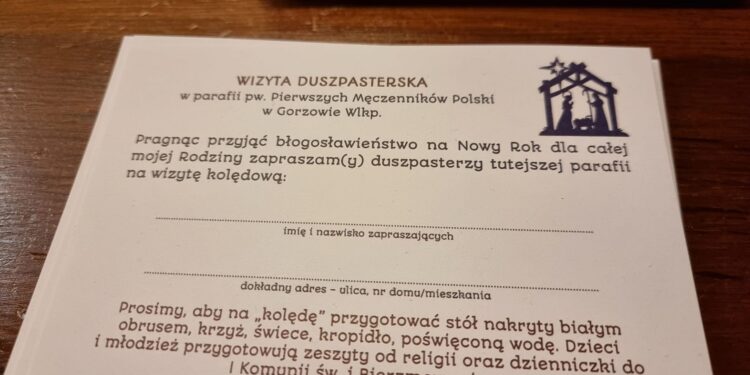 WIZYTA DUSZPASTERSKA
w parafii pw. Pierwszych Męczenników Polski
w Gorzowie Wlkp.
Pragnąc przyjąć błogosławieństwo na Nowy Rok dla całej
mojej Rodziny zapraszam(y) duszpasterzy tutejszej parafii
na wizytę kolędową:
imię i nazwisko zapraszających
dokładny adres – ulica, nr domu/mieszkania
Prosimy, aby na „kolędę” przygotować stół nakryty białym
obrusem, krzyż, świece, kropidło, poświęconą wodę. Dzieci
i młodzież przygotowują zeszyty od religii oraz dzienniczki do
I Komunii św. i